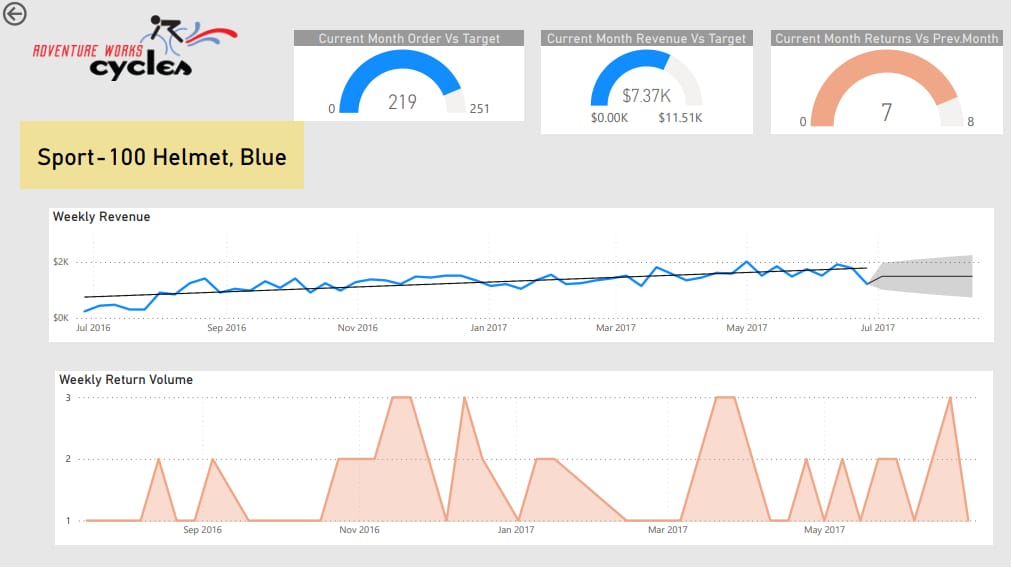 ADVENTURE WORKS
cycles
Current Month Order Vs Target
219
0
251
Current Month Revenue Vs Target
$7.37K
$0.00K
$11.51K
Current Month Returns Vs Prev.Month
7
0
8
Sport-100 Helmet, Blue
Weekly Revenue
$2K
$0K
Jul 2016 Sep 2016 Nov 2016 Jan 2017 Mar 2017 May 2017 Jul 2017
Weekly Return Volume
3
2
1
Sep 2016 Nov 2016 Jan 2017 Mar 2017 May 2017